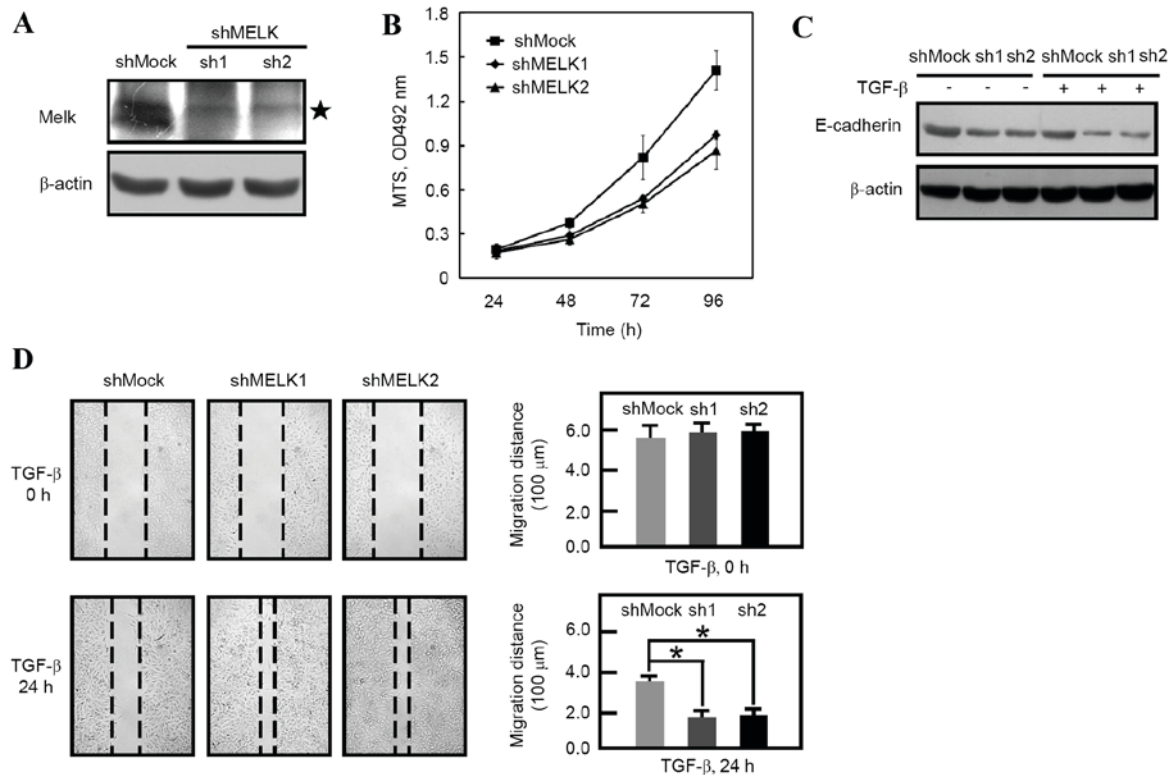 A
shMELK
shMock sh1 sh2
Melk
★
β-actin
B
MTS, OD492 nm
1.8
1.5
1.2
0.9
0.6
0.3
0
shMock
shMELK1
shMELK2
24 48 72 96
Time (h)
C
shMock sh1 sh2 shMock sh1 sh2
TGF-β - - - + + +
E-cadherin
β-actin
D
shMock shMELK1 shMELK2
TGF-β
0 h
TGF-β
24 h
Migration distance
(100 μm)
6.0
4.0
2.0
0.0
shMock sh1 sh2
TGF-β, 0 h
Migration distance
(100 μm)
6.0
4.0
2.0
0.0
shMock sh1 sh2
*
*
TGF-β, 24 h